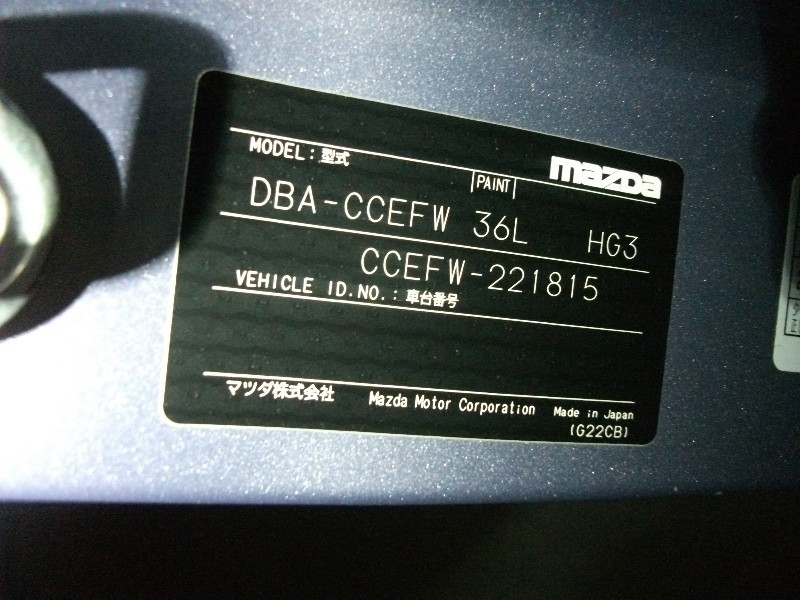 mazda
MODEL:型式
PAINT
DBA-CCEFW 36L HG3
CCEFW-221815
VEHICLE ID.NO.:車台番号
マツダ株式会社 Mazda Motor Corporation Made in Japan
(G22CB)